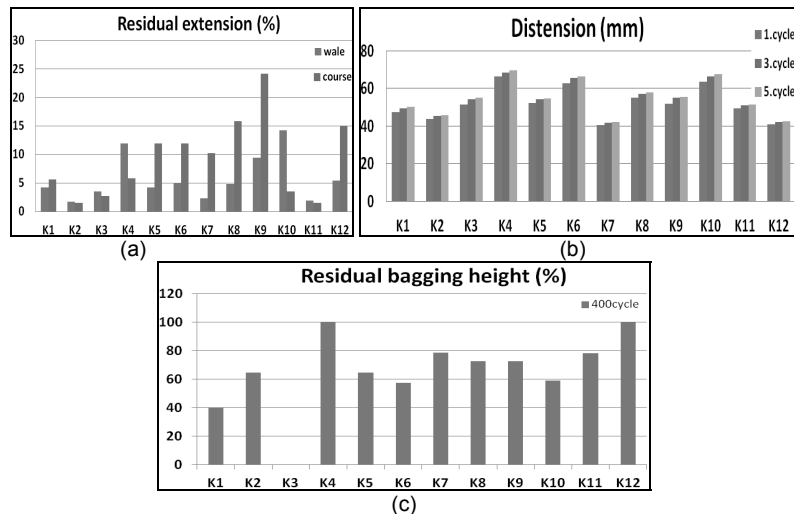 Residual extension (%)
wale
course
30
25
20
15
10
5
0
K1 K2 K3 K4 K5 K6 K7 K8 K9 K10 K11 K12
(a)
Distension (mm)
1.cycle
3.cycle
5.cycle
80
60
40
20
0
K1 K2 K3 K4 K5 K6 K7 K8 K9 K10 K11 K12
(b)
Residual bagging height (%)
400cycle
120
100
80
60
40
20
0
K1 K2 K3 K4 K5 K6 K7 K8 K9 K10 K11 K12
(c)